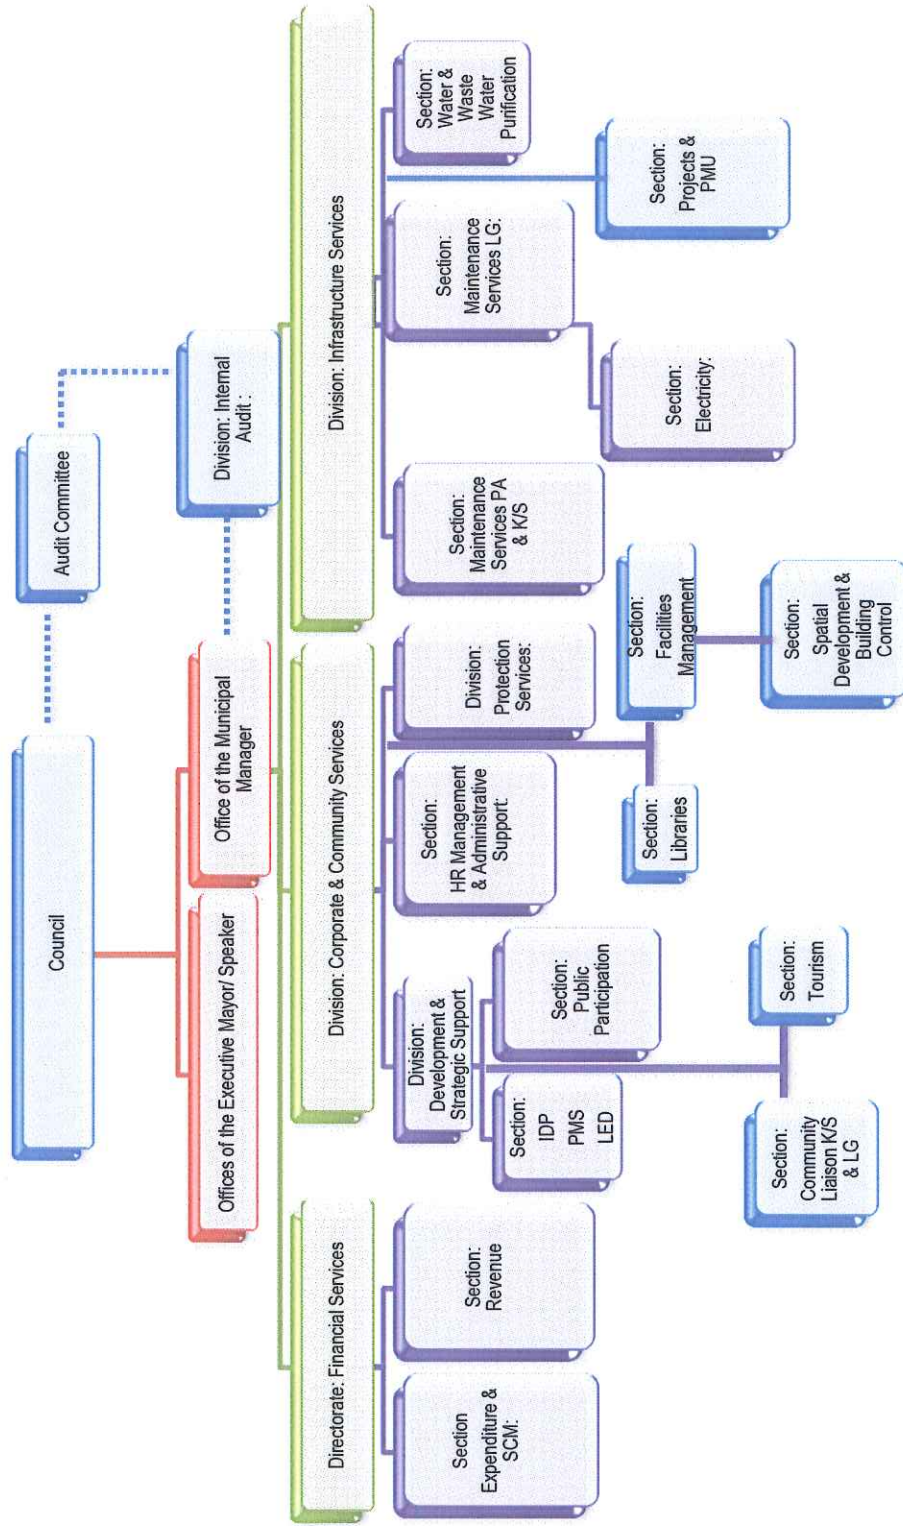 Council
Audit Committee
Offices of the Executive Mayor/ Speaker
Office of the Municipal
Manager
Division: Internal
Audit :
Directorate: Financial Services
Division: Corporate & Community Services
Division: Infrastructure Services
Section
Expenditure &
SCM:
Section:
Revenue
Division:
Development &
Strategic Support
Section:
HR Management
& Administrative
Support:
Division:
Protection
Services:
Section:
Maintenance
Services PA
& K/S
Section:
Maintenance
Services LG:
Section:
Water &
Waste
Water
Purification
Section:
IDP
PMS
LED
Section:
Public
Participation
Section:
Libraries
Section:
Facilities
Management
Section:
Electricity:
Section:
Projects &
PMU
Section:
Community
Liaison K/S
& LG
Section:
Tourism
Section:
Spatial
Development &
Building
Control